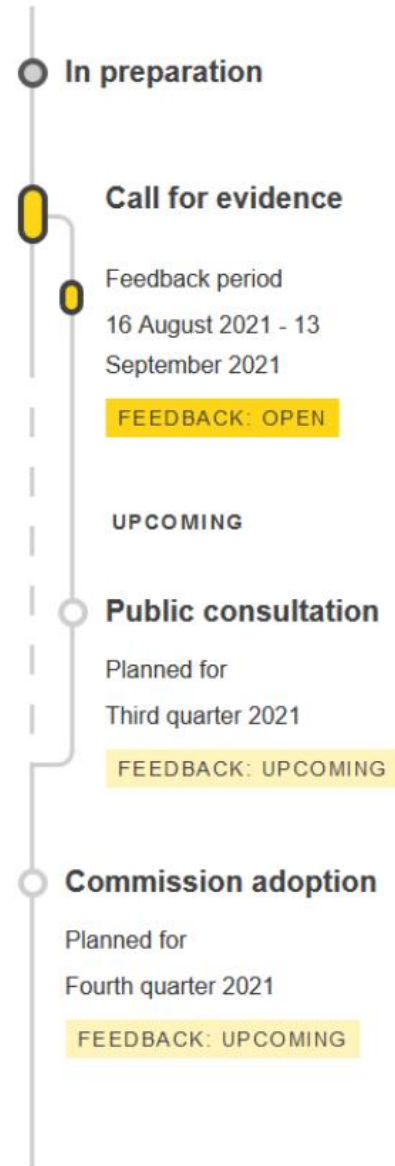 In preparation
Call for evidence
Feedback period
16 August 2021 - 13
September 2021
FEEDBACK: OPEN
UPCOMING
Public consultation
Planned for
Third quarter 2021
FEEDBACK: UPCOMING
Commission adoption
Planned for
Fourth quarter 2021
FEEDBACK: UPCOMING